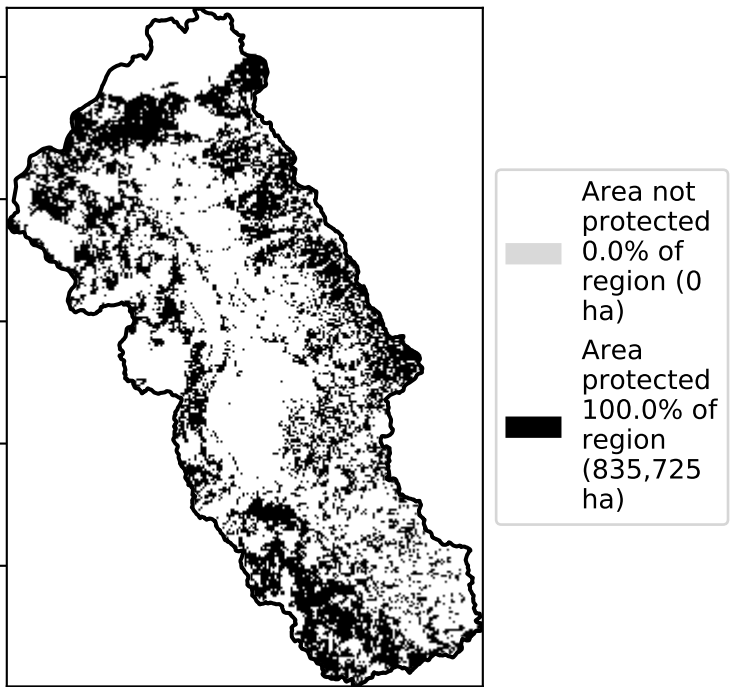 Area not
protected
0.0% of
region (0
ha)
Area
protected
100.0% of
region
(835,725
ha)